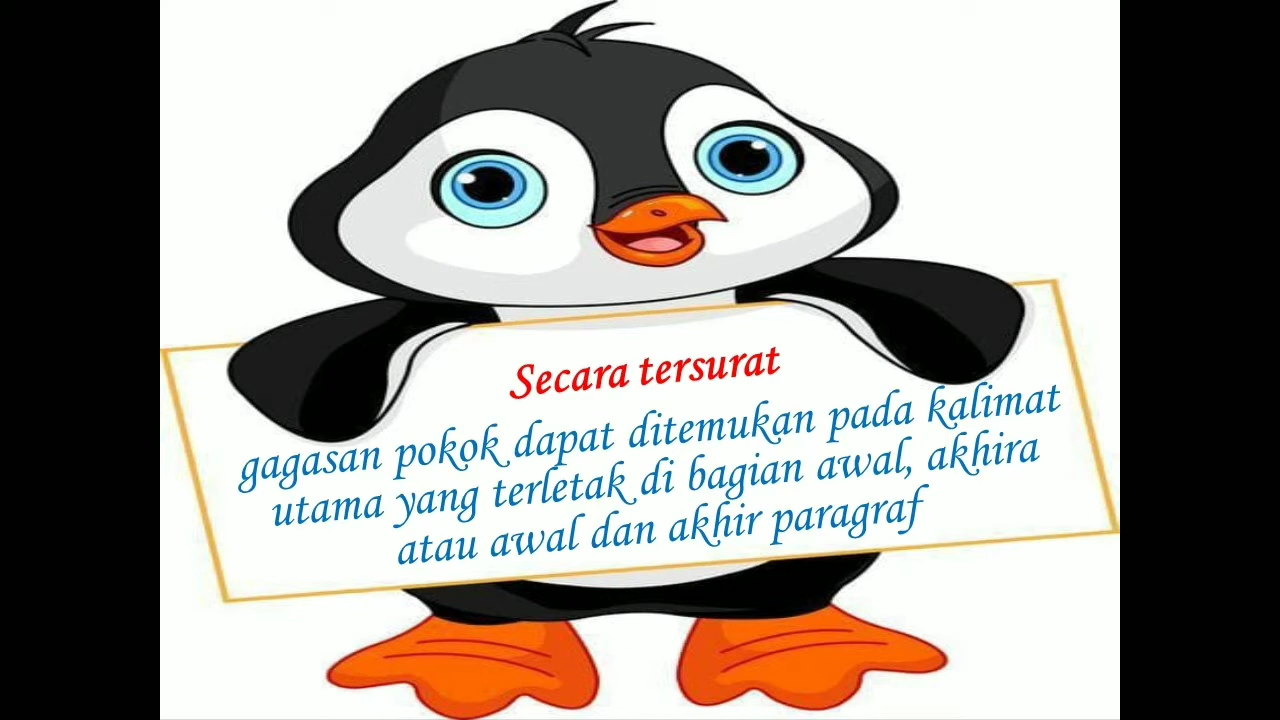 Secara tersurat
gagasan pokok dapat ditemukan pada kalimat
utama yang terletak di bagian awal, akhira
atau awal dan akhir paragraf